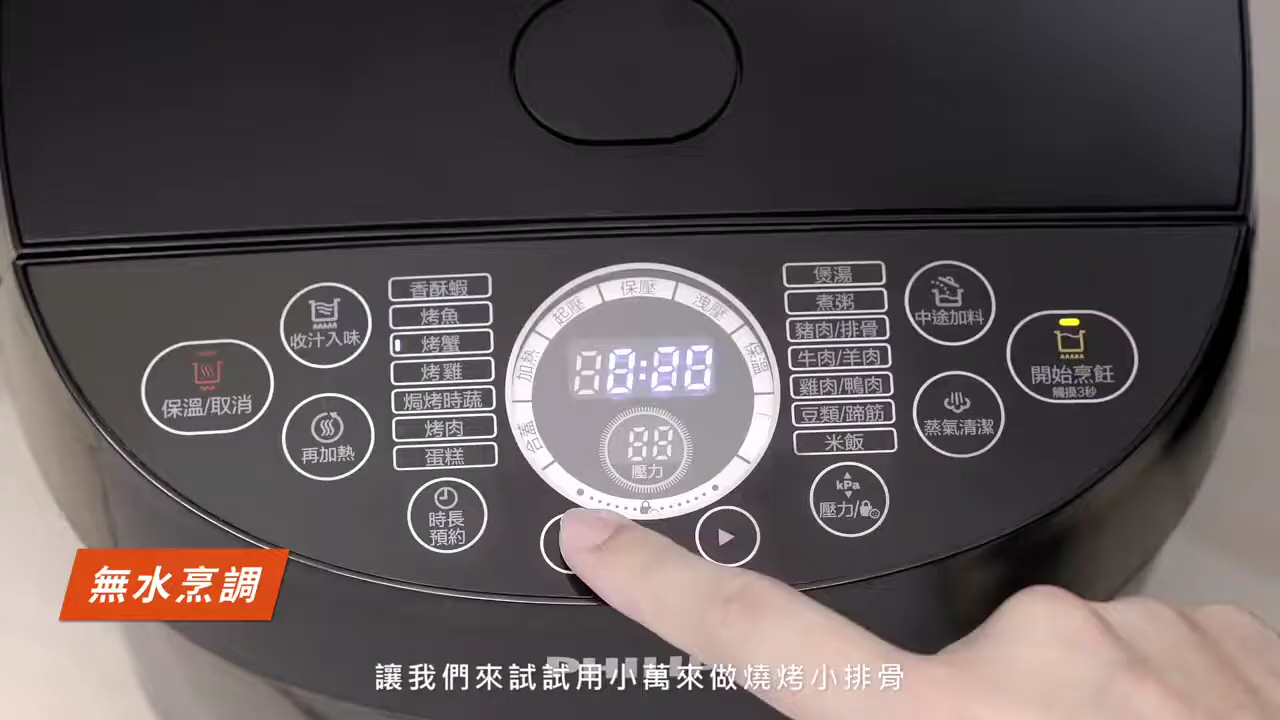 香酥蝦
烤魚
烤蟹
烤雞
焗烤時蔬
烤肉
蛋糕
收汁入味
保溫/取消
再加熱
時長
預約
合蓋
加熱
起壓
保壓
洩壓
保溫
壓力
煲湯
煮粥
豬肉/排骨
牛肉/羊肉
雞肉/鴨肉
豆類/蹄筋
米飯
中途加料
蒸氣清潔
開始烹飪
觸摸3秒
kPa
壓力/
無水烹調
讓我們來試試用小萬來做燒烤小排骨